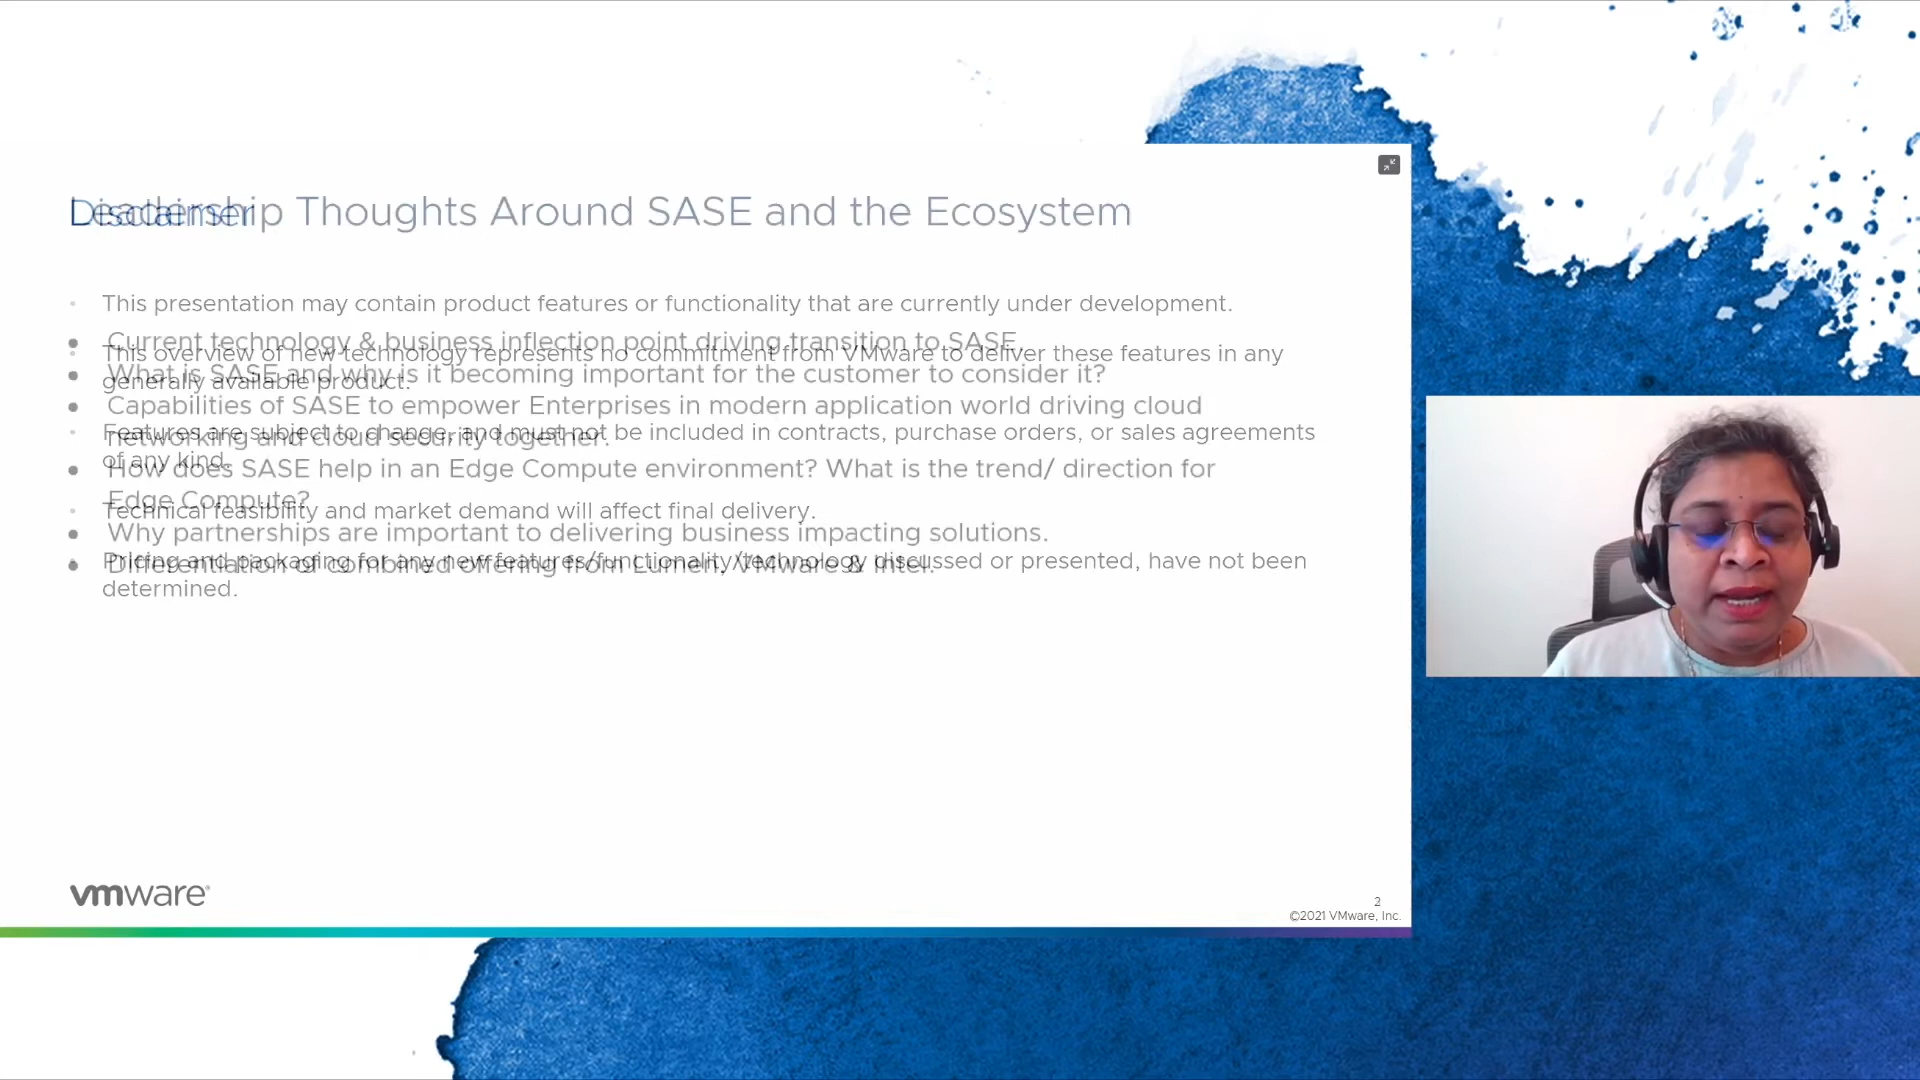 Disclaimer
Leadership Thoughts Around SASE and the Ecosystem
This presentation may contain product features or functionality that are currently under development.
Current technology & business inflection point driving transition to SASE.
This overview of new technology represents no commitment from VMware to deliver these features in any
generally available product.
What is SASE and why is it becoming important for the customer to consider it?
Capabilities of SASE to empower Enterprises in modern application world driving cloud
networking and cloud security together.
Features are subject to change, and must not be included in contracts, purchase orders, or sales agreements
of any kind.
How does SASE help in an Edge Compute environment? What is the trend/ direction for
Edge Compute?
Technical feasibility and market demand will affect final delivery.
Why partnerships are important to delivering business impacting solutions.
Pricing and packaging for any new features/functionality/technology discussed or presented, have not been
determined.
Differentiation of combined offering from Lumen, VMware & Intel.
vmware®
2
©2021 VMware, Inc.